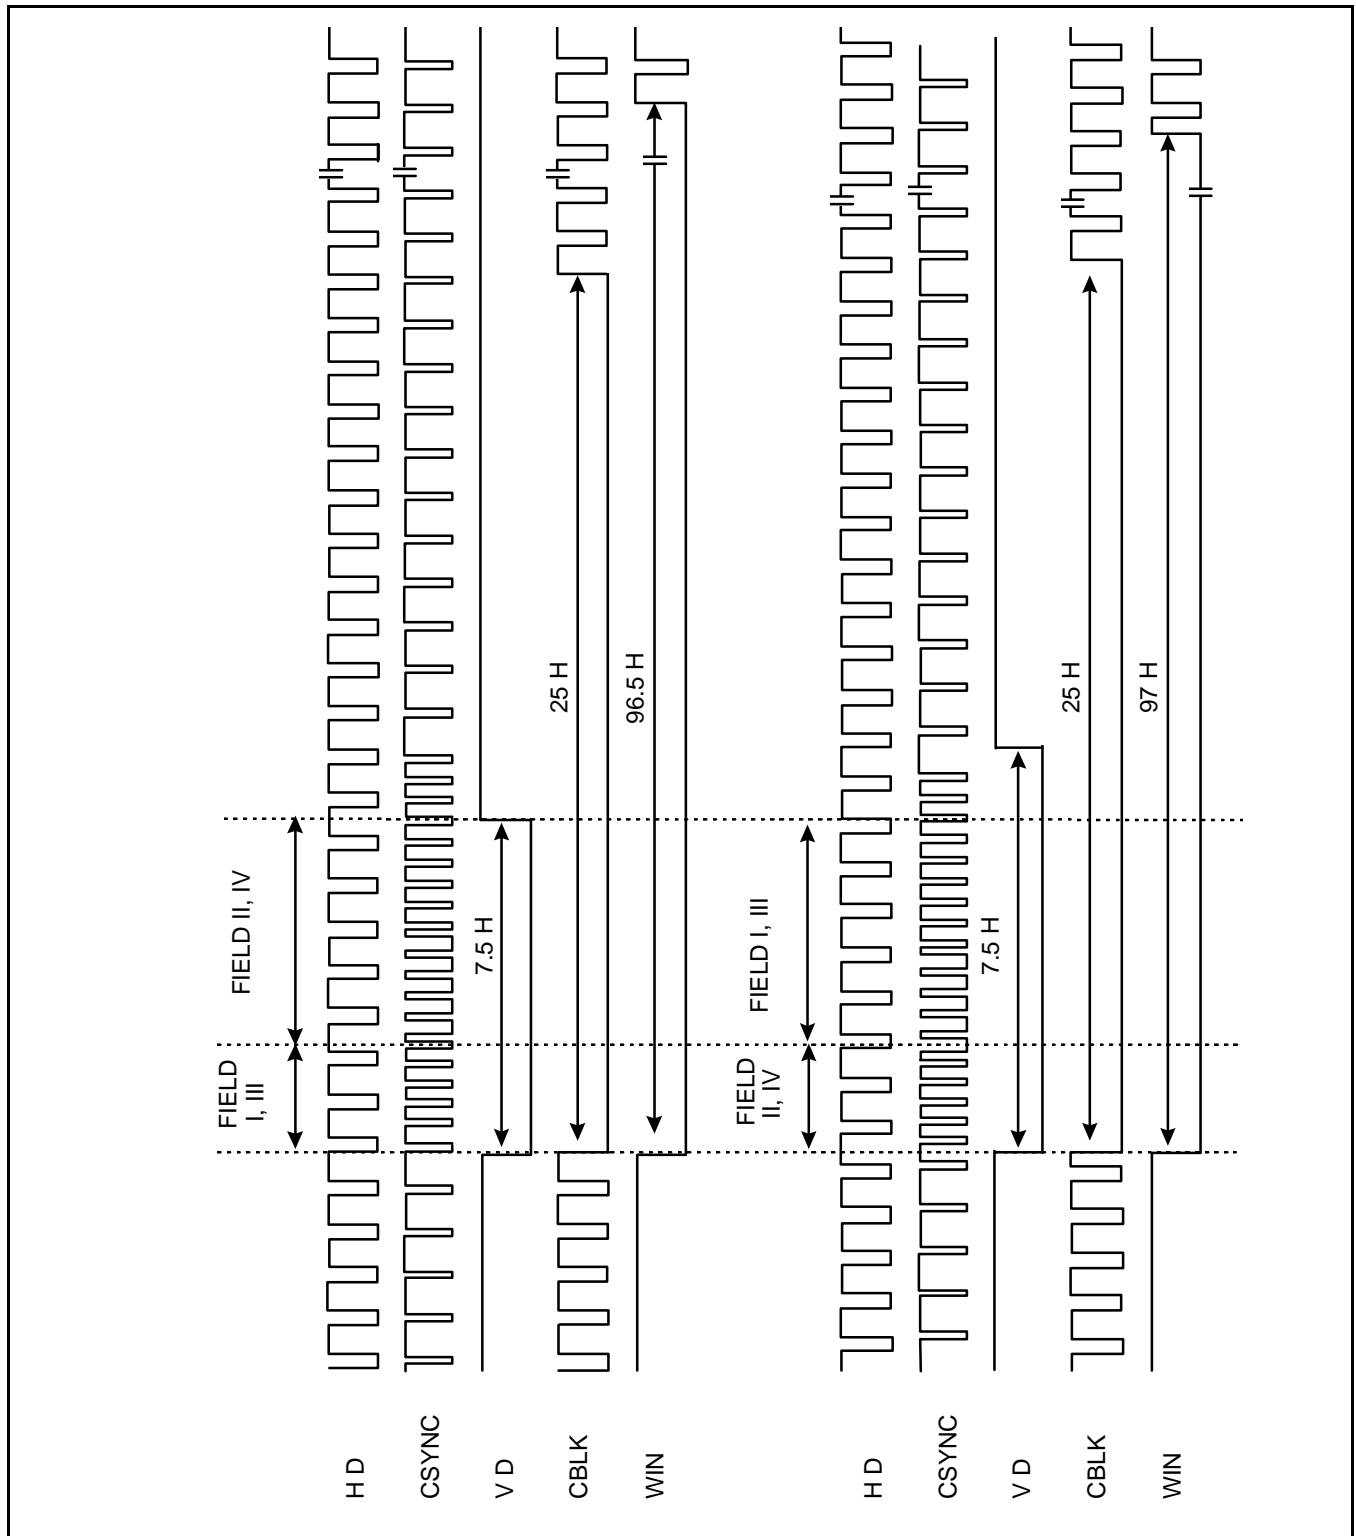 FIELD
I, III
FIELD II, IV
H D
CSYNC
V D
7.5 H
CBLK
25 H
WIN
96.5 H
FIELD
II, IV
FIELD I, III
H D
CSYNC
V D
7.5 H
CBLK
25 H
WIN
97 H